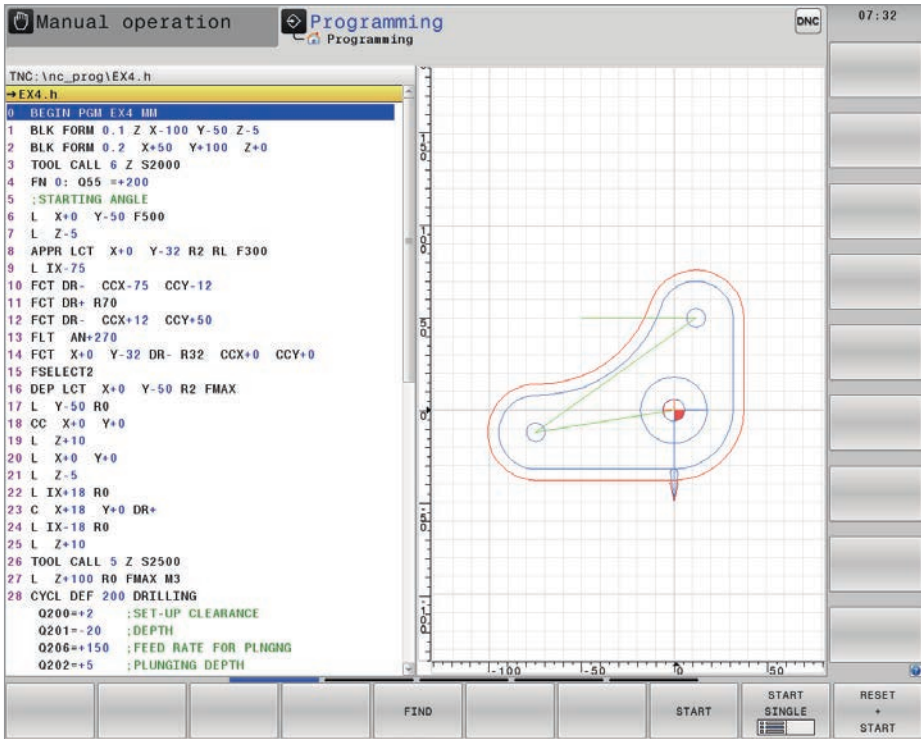 Manual operation
Programming
Programming
DNC
07:32
TNC:\nc_prog\EX4.h
→EX4.h
0 BEGIN PGM EX4 MM
1 BLK FORM 0.1 Z X-100 Y-50 Z-5
2 BLK FORM 0.2 X+50 Y+100 Z+0
3 TOOL CALL 6 Z S2000
4 FN 0: Q55 =+200
5 ;STARTING ANGLE
6 L X+0 Y-50 F500
7 L Z-5
8 APPR LCT X+0 Y-32 R2 RL F300
9 L IX-75
10 FCT DR- CCX-75 CCY-12
11 FCT DR+ R70
12 FCT DR- CCX+12 CCY+50
13 FLT AN+270
14 FCT X+0 Y-32 DR- R32 CCX+0 CCY+0
15 FSELECT2
16 DEP LCT X+0 Y-50 R2 FMAX
17 L Y-50 R0
18 CC X+0 Y+0
19 L Z+10
20 L X+0 Y+0
21 L Z-5
22 L IX+18 R0
23 C X+18 Y+0 DR+
24 L IX-18 R0
25 L Z+10
26 TOOL CALL 5 Z S2500
27 L Z+100 R0 FMAX M3
28 CYCL DEF 200 DRILLING
Q200=+2 ;SET-UP CLEARANCE
Q201=-20 ;DEPTH
Q206=+150 ;FEED RATE FOR PLNGNG
Q202=+5 ;PLUNGING DEPTH
150
100
50
0
-50
-100
-100
-50
0
50
FIND
START
START
SINGLE
RESET
+
START